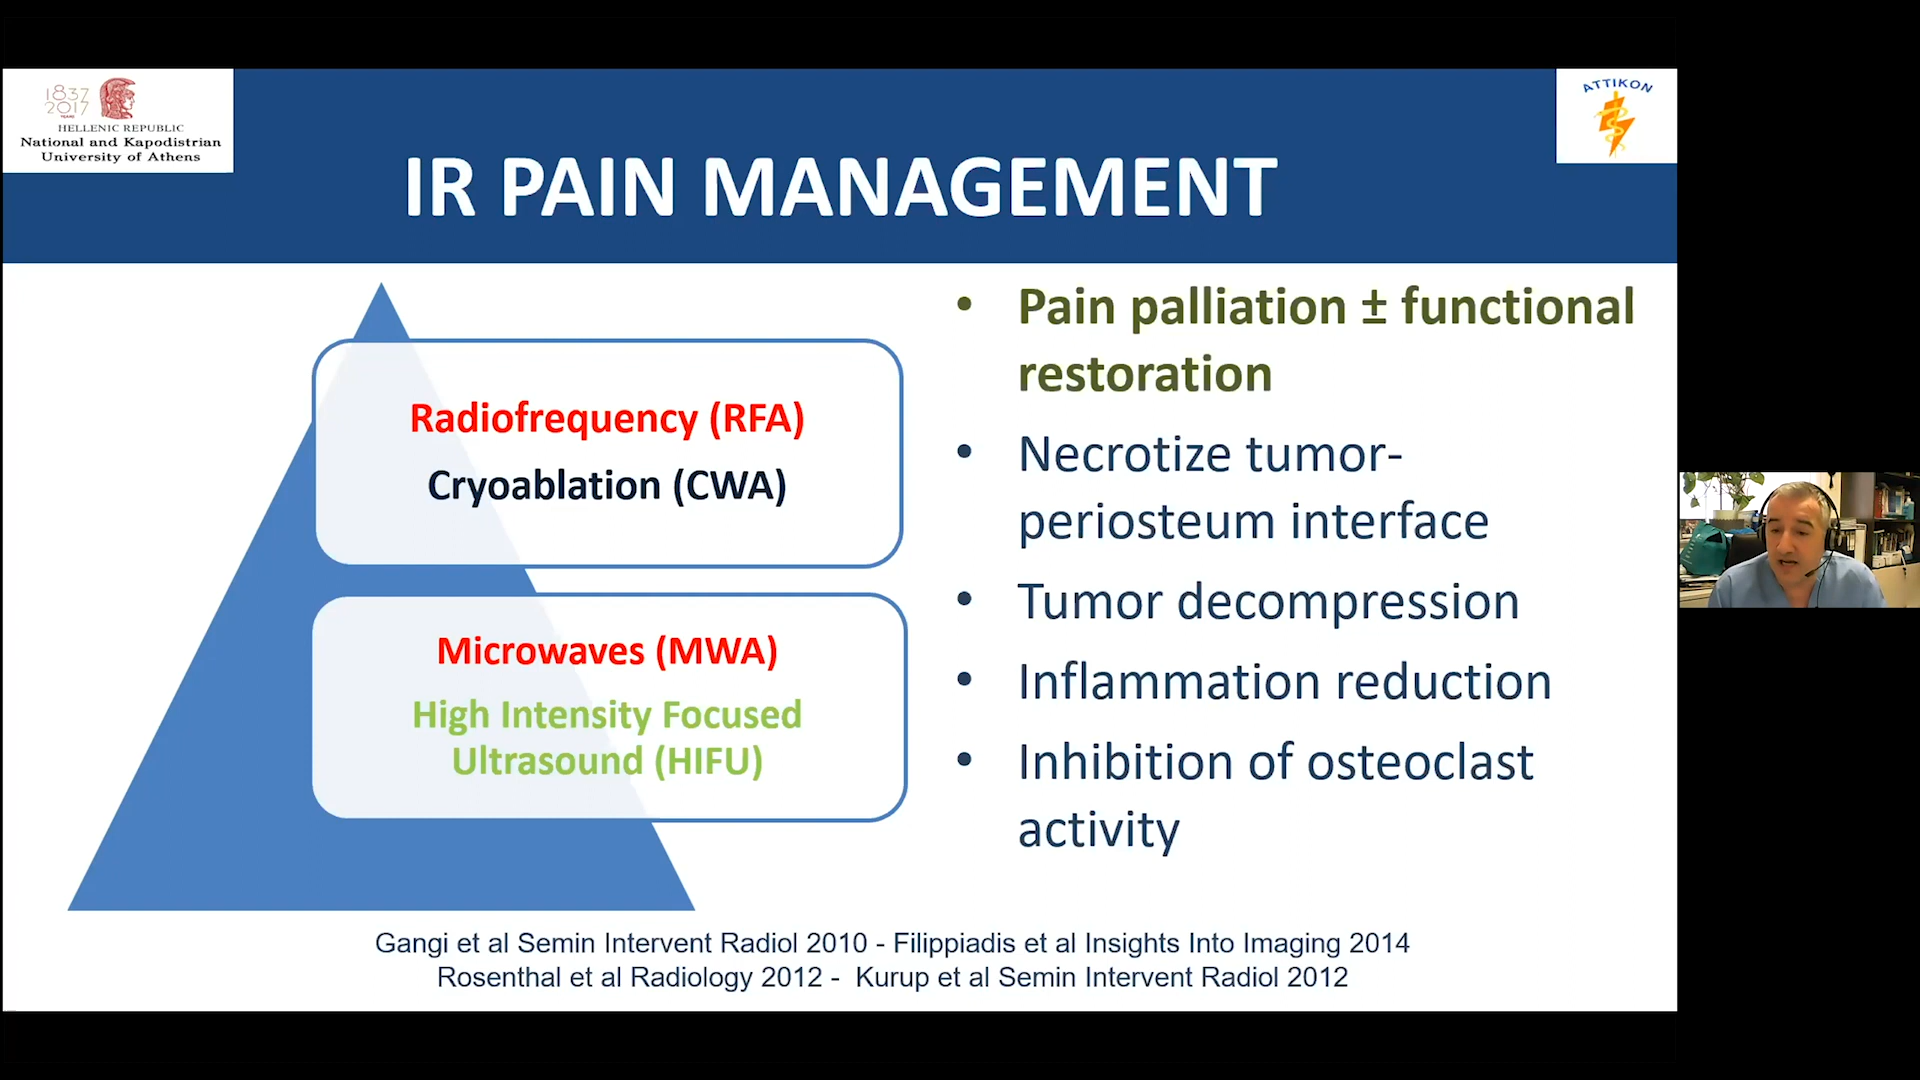 1837
2017
YEARS
HELLENIC REPUBLIC
National and Kapodistrian
University of Athens
ATTIKON
IR PAIN MANAGEMENT
Radiofrequency (RFA)
Cryoablation (CWA)
Microwaves (MWA)
High Intensity Focused
Ultrasound (HIFU)
• Pain palliation ± functional
restoration
• Necrotize tumor-
periosteum interface
• Tumor decompression
• Inflammation reduction
• Inhibition of osteoclast
activity
Gangi et al Semin Intervent Radiol 2010 - Filippiadis et al Insights Into Imaging 2014
Rosenthal et al Radiology 2012 - Kurup et al Semin Intervent Radiol 2012